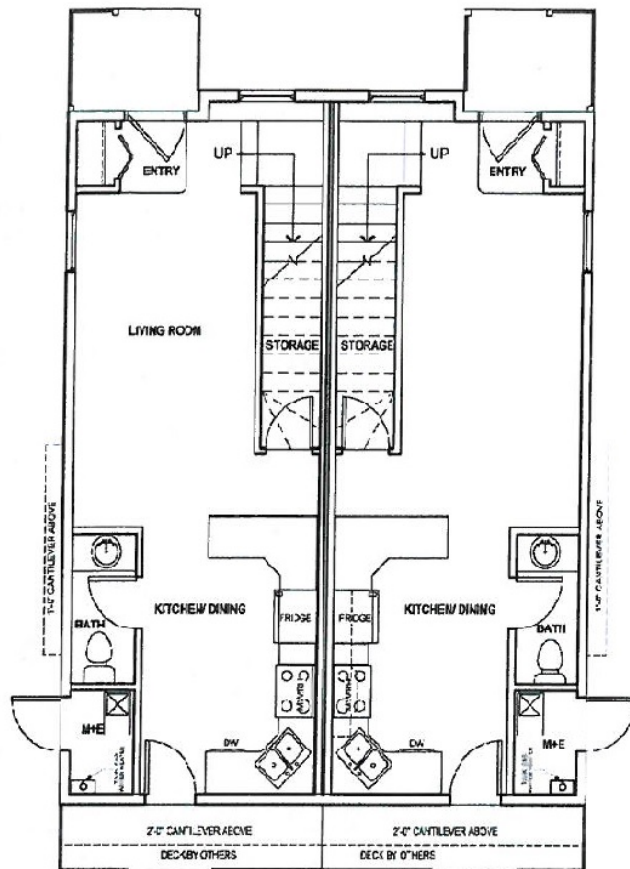 UP
UP
ENTRY
ENTRY
LIVING ROOM
STORAGE
STORAGE
1'-0" CANTILEVER ABOVE
1'-0" CANTILEVER ABOVE
KITCHEN/ DINING
FRIDGE
FRIDGE
KITCHEN/ DINING
BATH
BATH
M+E
DW
DW
M+E
2'-0" CANTILEVER ABOVE
2'-0" CANTILEVER ABOVE
DECK BY OTHERS
DECK BY OTHERS